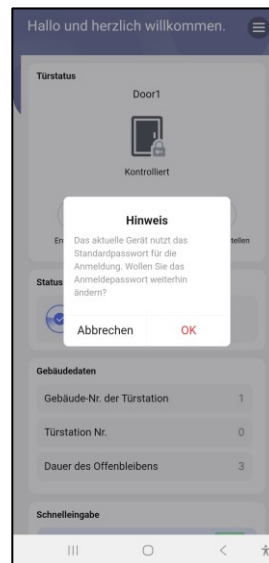 Hallo und herzlich willkommen.
Türstatus
Door1
Kontrolliert
En
tellen
Hinweis
Das aktuelle Gerät nutzt das
Standardpasswort für die
Anmeldung. Wollen Sie das
Anmeldepasswort weiterhin
ändern?
Abbrechen OK
Status
Gebäudedaten
Gebäude-Nr. der Türstation 1
Türstation Nr. 0
Dauer des Offenbleibens 3
Schnelleingabe